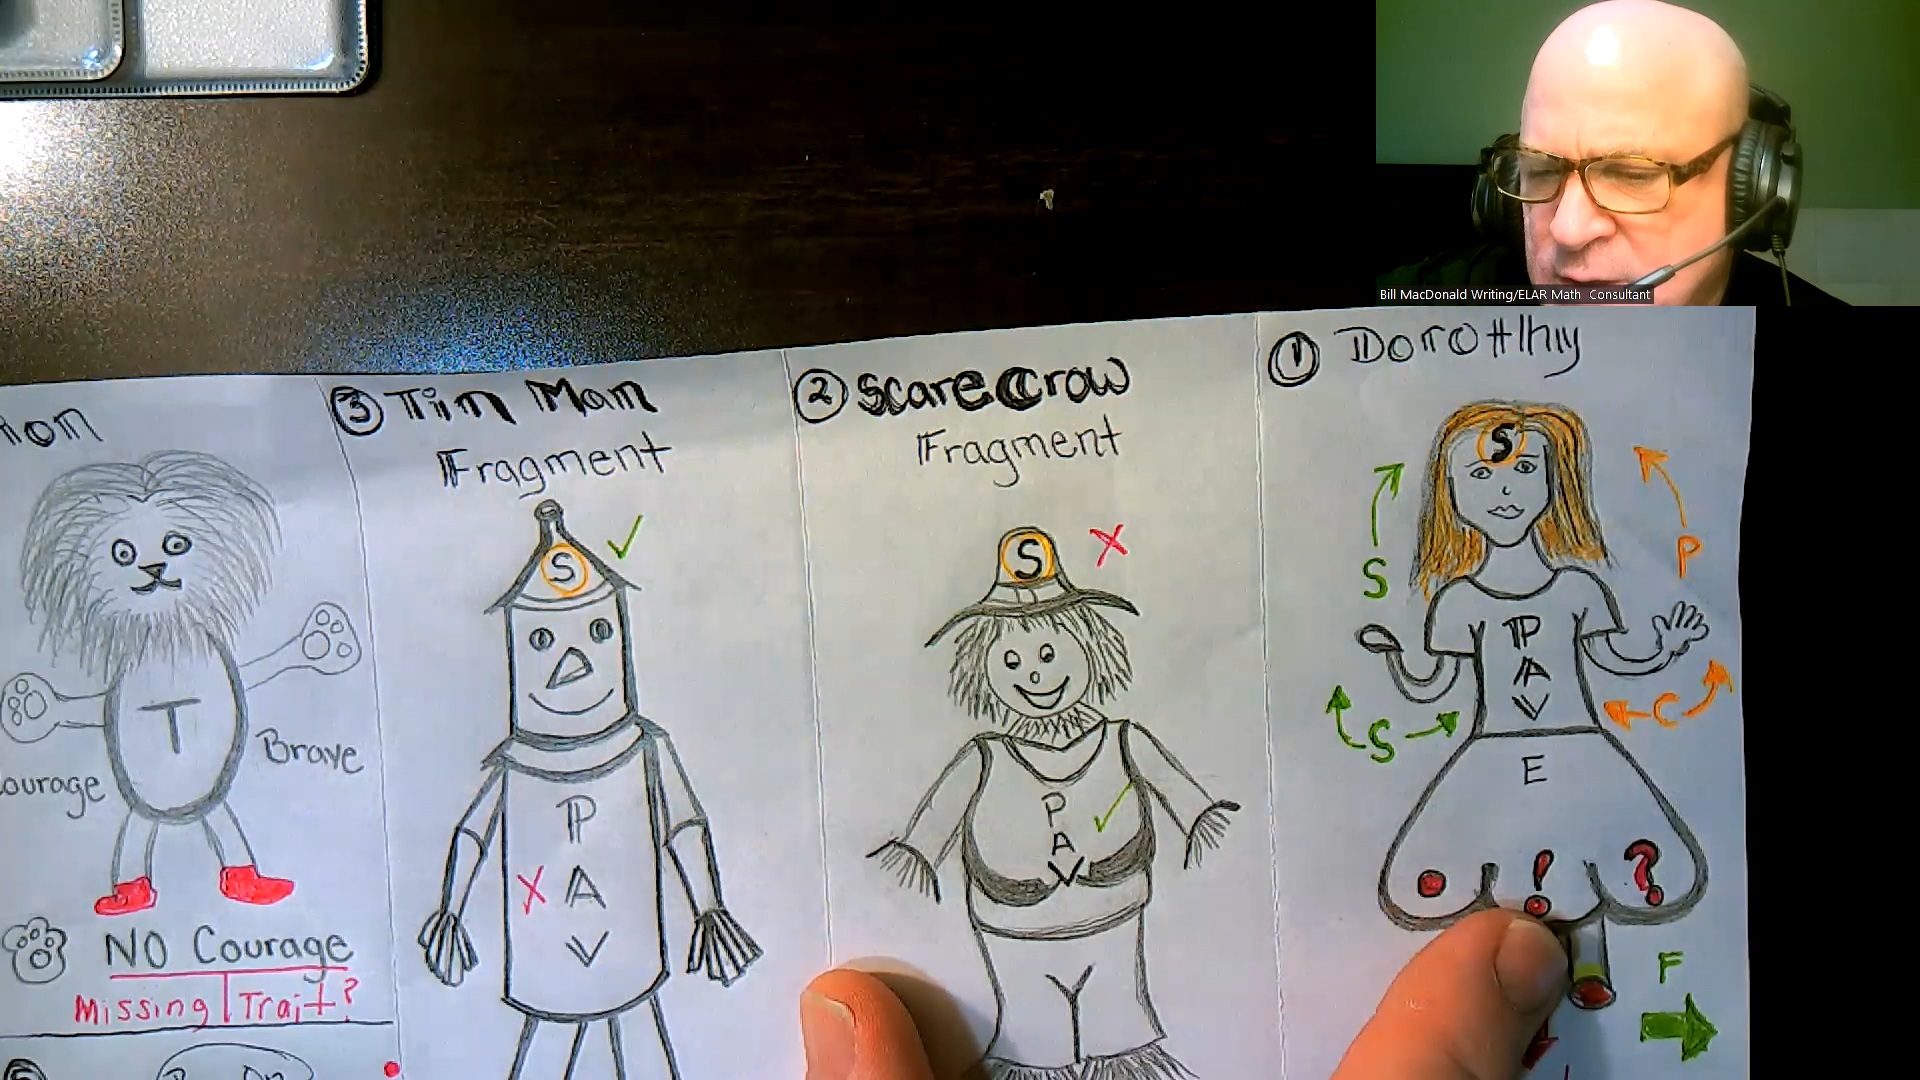 Bill MacDonald Writing/ELAR Math Consultant
① Dorothy
S
P
S
P
A
V
S
C
E
. ! ?
F
② Scarecrow
Fragment
X
S
P
A
V
③ Tin Man
Fragment
S
P
X A
V
ion
T
Brave
ourage
NO Courage
Missing Trait?